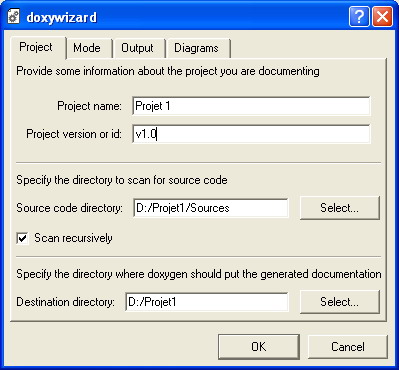 doxywizard
Project Mode Output Diagrams
Provide some information about the project you are documenting
Project name: Projet 1
Project version or id: v1.0
Specify the directory to scan for source code
Source code directory: D:/Projet1/Sources Select...
Scan recursively
Specify the directory where doxygen should put the generated documentation
Destination directory: D:/Projet1 Select...
OK Cancel